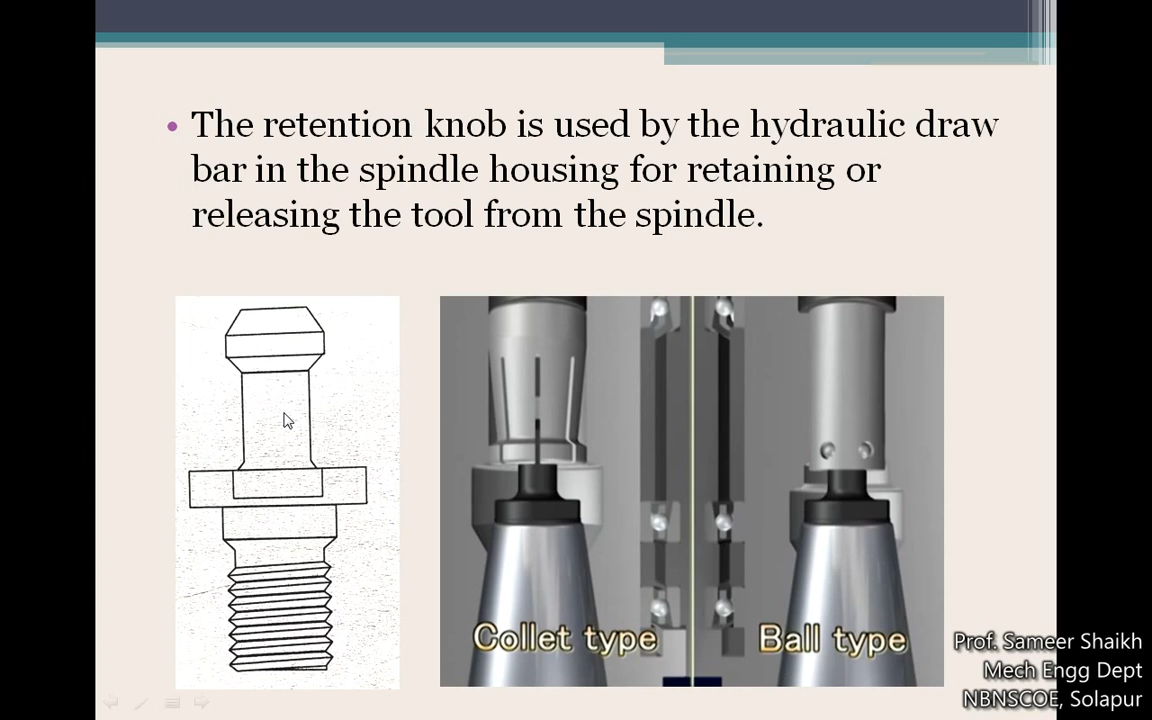 • The retention knob is used by the hydraulic draw
bar in the spindle housing for retaining or
releasing the tool from the spindle.
Collet type
Ball type
Prof. Sameer Shaikh
Mech Engg Dept
NBNSCOE, Solapur